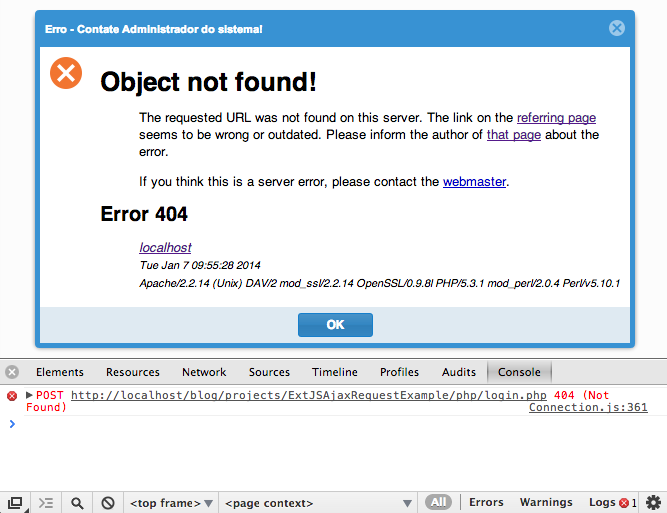 Erro - Contate Administrador do sistema!
Object not found!
The requested URL was not found on this server. The link on the referring page
seems to be wrong or outdated. Please inform the author of that page about the
error.
If you think this is a server error, please contact the webmaster.
Error 404
localhost
Tue Jan 7 09:55:28 2014
Apache/2.2.14 (Unix) DAV/2 mod_ssl/2.2.14 OpenSSL/0.9.8l PHP/5.3.1 mod_perl/2.0.4 Perl/v5.10.1
OK
Elements Resources Network Sources Timeline Profiles Audits Console
POST http://localhost/blog/projects/ExtJSAjaxRequestExample/php/login.php 404 (Not
Found) Connection.js:361
<top frame> <page context> All Errors Warnings Logs 1